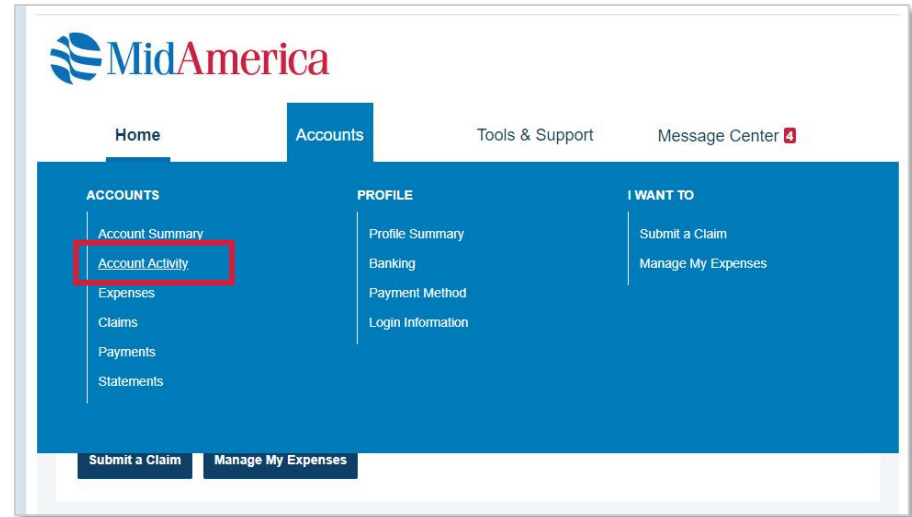 MidAmerica
Home Accounts Tools & Support Message Center 4
ACCOUNTS
Account Summary
Account Activity
Expenses
Claims
Payments
Statements
PROFILE
Profile Summary
Banking
Payment Method
Login Information
I WANT TO
Submit a Claim
Manage My Expenses
Submit a Claim Manage My Expenses